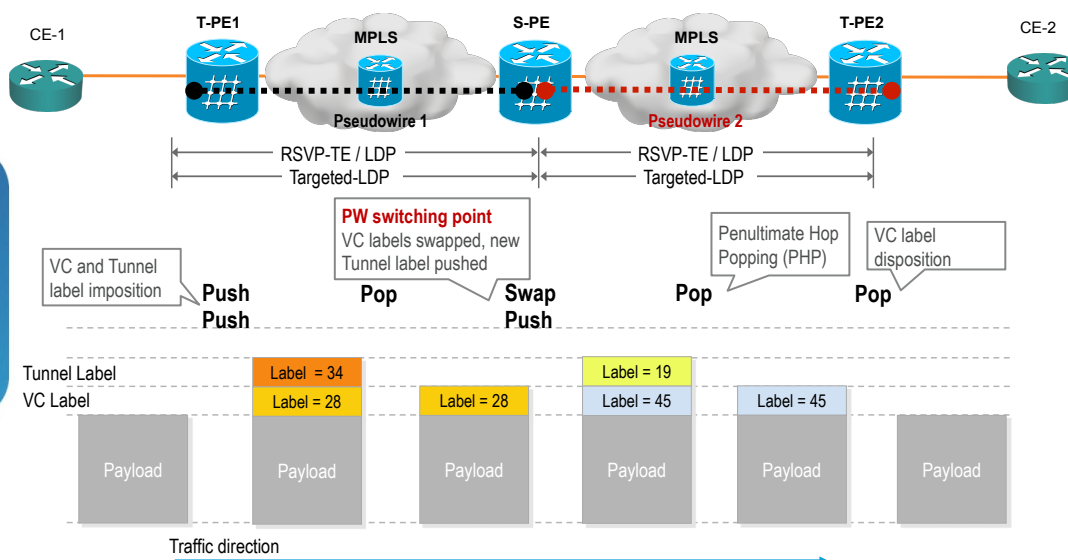 T-PE1
S-PE
T-PE2
CE-1
MPLS
MPLS
CE-2
Pseudowire 1
Pseudowire 2
RSVP-TE / LDP
RSVP-TE / LDP
Targeted-LDP
Targeted-LDP
VC and Tunnel
label imposition
PW switching point
VC labels swapped, new
Tunnel label pushed
Penultimate Hop
Popping (PHP)
VC label
disposition
Push
Push
Pop
Swap
Push
Pop
Pop
Tunnel Label
Label = 34
Label = 19
VC Label
Label = 28
Label = 28
Label = 45
Label = 45
Payload
Payload
Payload
Payload
Payload
Payload
Traffic direction